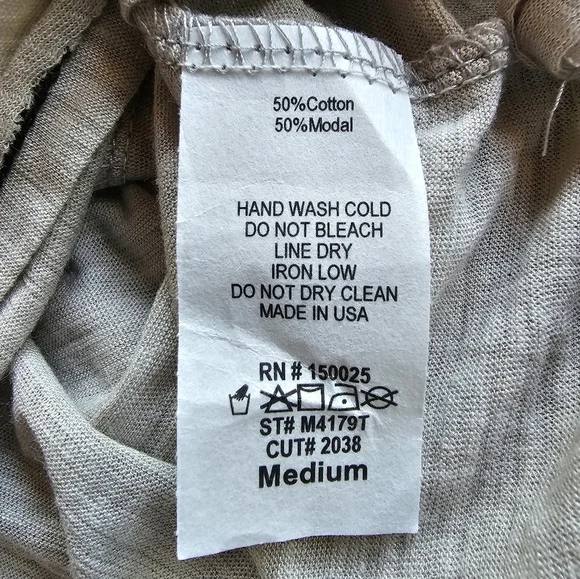 50%Cotton
50%Modal
HAND WASH COLD
DO NOT BLEACH
LINE DRY
IRON LOW
DO NOT DRY CLEAN
MADE IN USA
RN # 150025
ST# M4179T
CUT# 2038
Medium